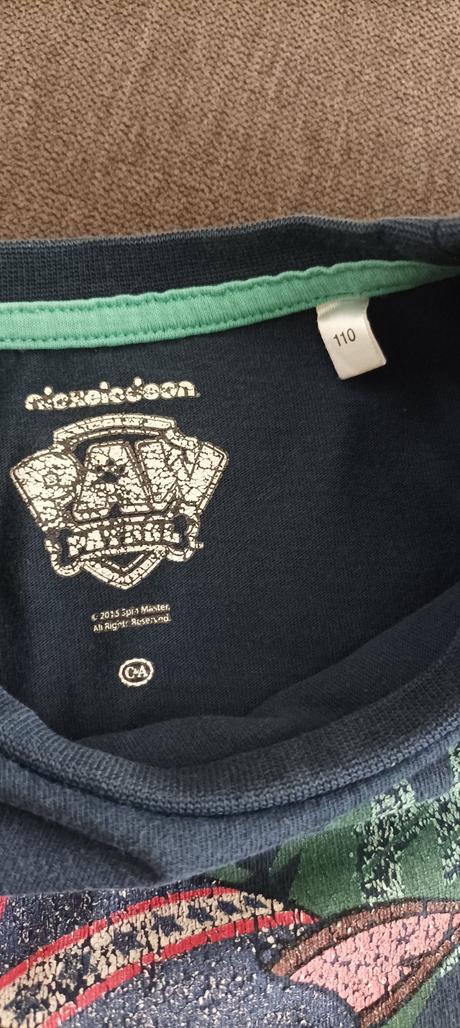 110
nickelodeon
PAW
PATROL
© 2015 Spin Master.
All Rights Reserved.
C&A